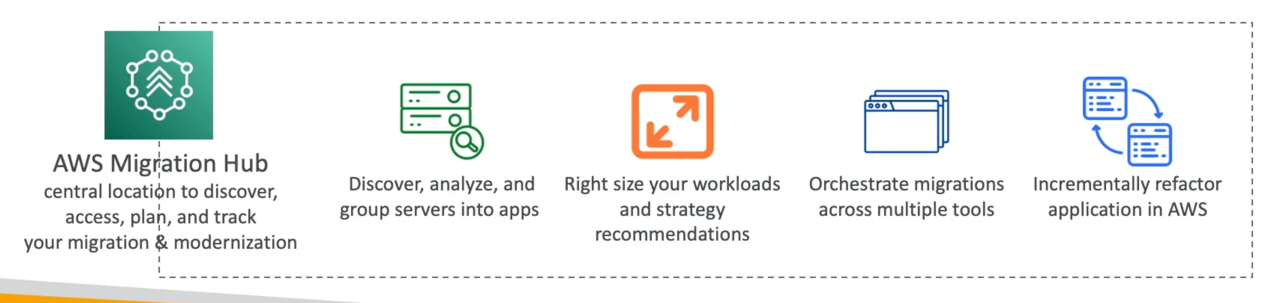 AWS Migration Hub
central location to discover,
access, plan, and track
your migration & modernization
Discover, analyze, and
group servers into apps
Right size your workloads
and strategy
recommendations
Orchestrate migrations
across multiple tools
Incrementally refactor
application in AWS